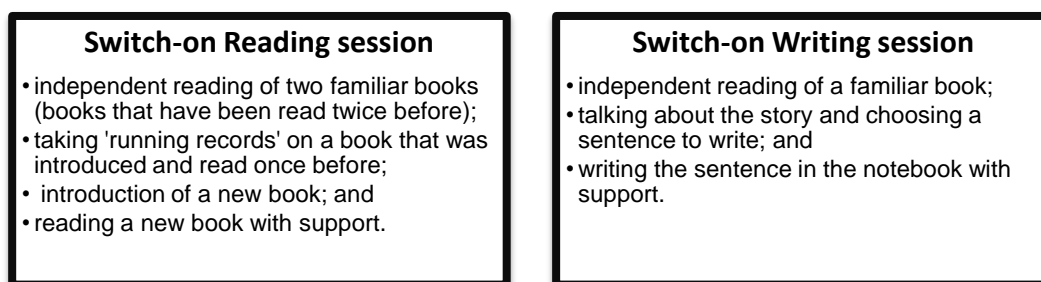 Switch-on Reading session
• independent reading of two familiar books
(books that have been read twice before);
• taking 'running records' on a book that was
introduced and read once before;
• introduction of a new book; and
• reading a new book with support.
Switch-on Writing session
• independent reading of a familiar book;
• talking about the story and choosing a
sentence to write; and
• writing the sentence in the notebook with
support.